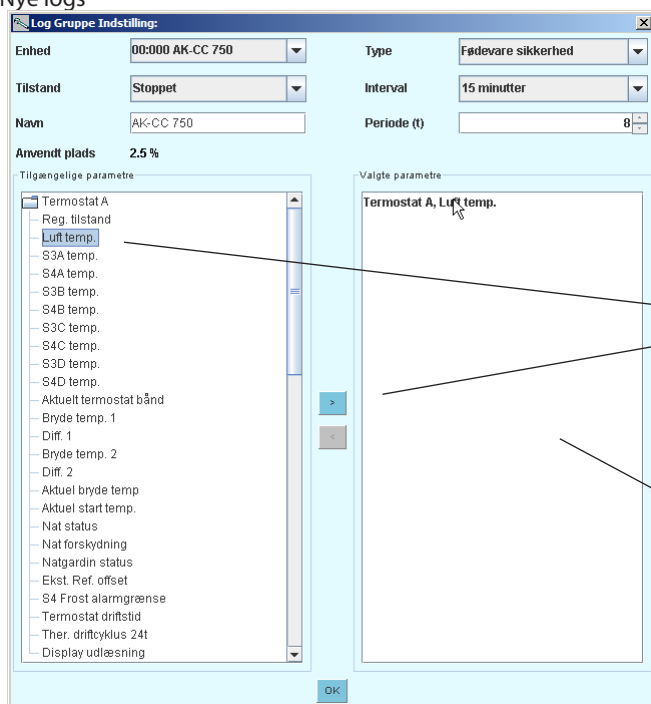 Nye logs
Log Gruppe Indstilling:
Enhed 00:000 AK-CC 750 Type Fødevare sikkerhed
Tilstand Stoppet Interval 15 minutter
Navn AK-CC 750 Periode (t) 8
Anvendt plads 2.5 %
Tilgængelige parametre Valgte parametre
Termostat A
Reg. tilstand
Luft temp.
S3A temp.
S4A temp.
S3B temp.
S4B temp.
S3C temp.
S4C temp.
S3D temp.
S4D temp.
Aktuelt termostat bånd
Bryde temp. 1
Diff. 1
Bryde temp. 2
Diff. 2
Aktuel bryde temp
Aktuel start temp.
Nat status
Nat forskydning
Natgardin status
Ekst. Ref. offset
S4 Frost alarmgrænse
Termostat driftstid
Ther. driftcyklus 24t
Display udlæsning
Termostat A, Luft temp.
>
<
OK